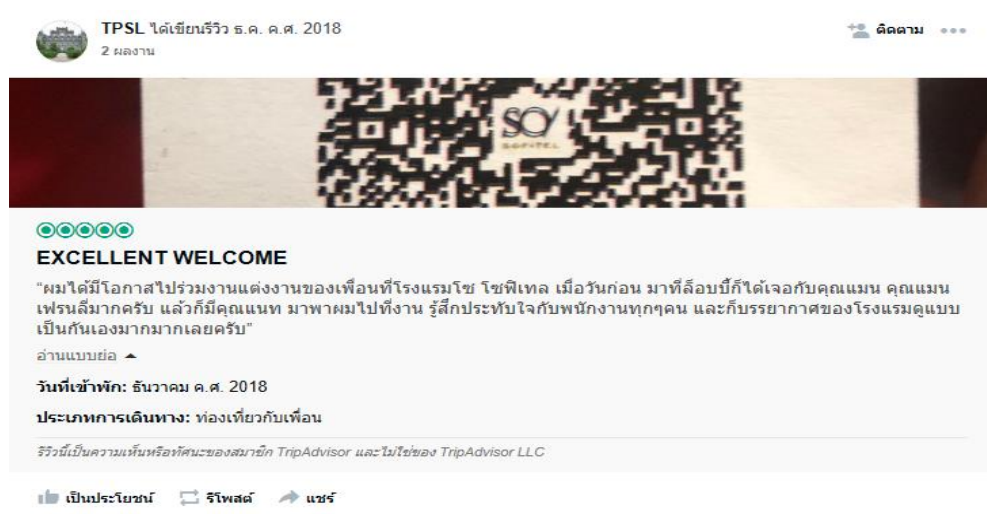 TPSL ได้เขียนรีวิว ธ.ค. ค.ศ. 2018
ติดตาม
2 ผลงาน
SO/
SOFITEL
EXCELLENT WELCOME
“ผมได้มีโอกาสไปร่วมงานแต่งงานของเพื่อนที่โรงแรมโซ โซฟิเทล เมื่อวันก่อน มาที่ล็อบบี้ก็ได้เจอกับคุณแมน คุณแมน
เฟรนลี่มากครับ แล้วก็มีคุณแนท มาพาผมไปที่งาน รู้สึกประทับใจกับพนักงานทุกๆคน และก็บรรยากาศของโรงแรมดูแบบ
เป็นกันเองมากมากเลยครับ”
อ่านแบบย่อ
วันที่เข้าพัก: ธันวาคม ค.ศ. 2018
ประเภทการเดินทาง: ท่องเที่ยวกับเพื่อน
รีวิวนี้เป็นความเห็นหรือทัศนะของสมาชิก TripAdvisor และไม่ใช่ของ TripAdvisor LLC
เป็นประโยชน์ รีโพสต์ แชร์